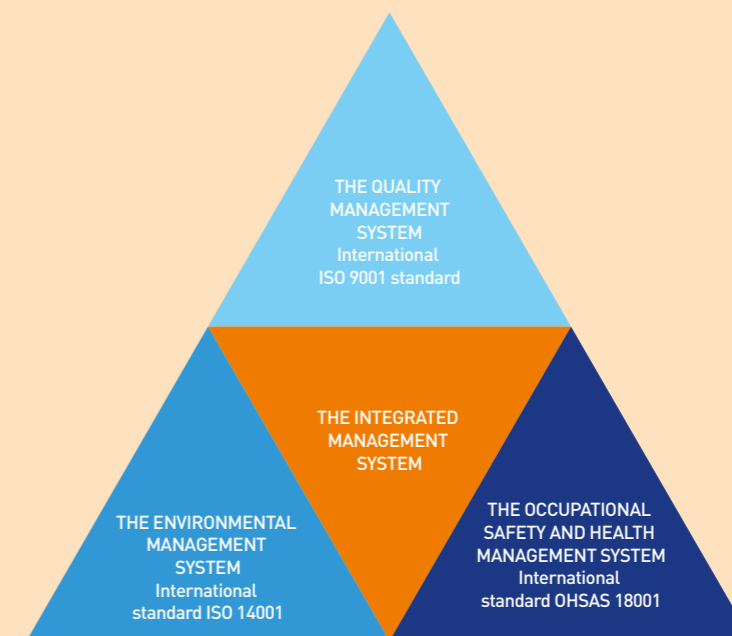 THE QUALITY
MANAGEMENT
SYSTEM
International
ISO 9001 standard
THE INTEGRATED
MANAGEMENT
SYSTEM
THE ENVIRONMENTAL
MANAGEMENT
SYSTEM
International
standard ISO 14001
THE OCCUPATIONAL
SAFETY AND HEALTH
MANAGEMENT SYSTEM
International
standard OHSAS 18001